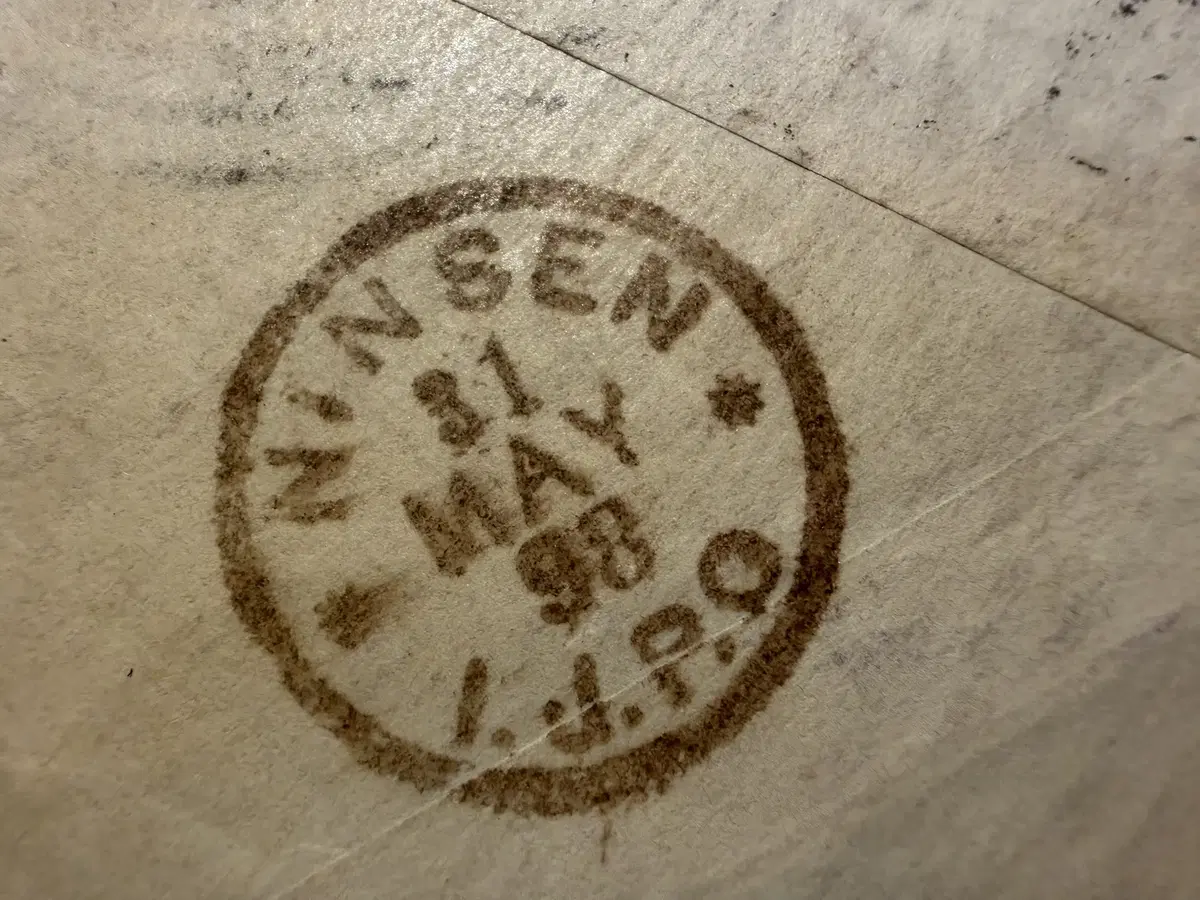 NINSEN
31
MAY
98
I.J.P.O